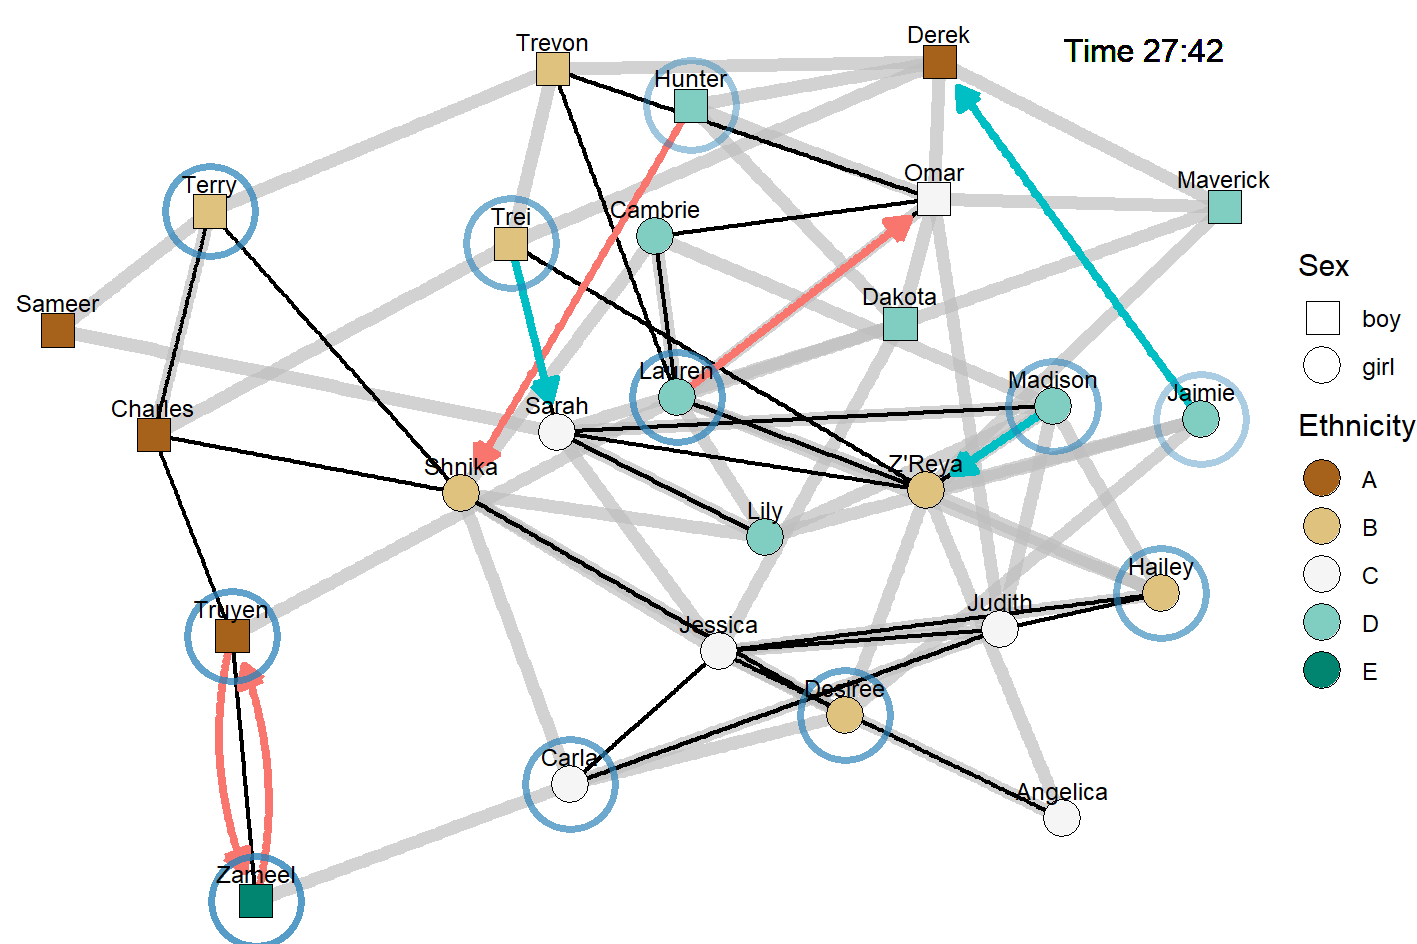 Derek
Trevon
Time 27:42
Hunter
Omar
Maverick
Terry
Trei
Cambrie
Sex
Dakota
Sameer
boy
girl
Lauren
Madison
Jaimie
Charles
Sarah
Ethnicity
Shnika
Z'Reya
A
Lily
B
Hailey
C
Truyen
Judith
Jessica
D
Desiree
E
Carla
Angelica
Zameel